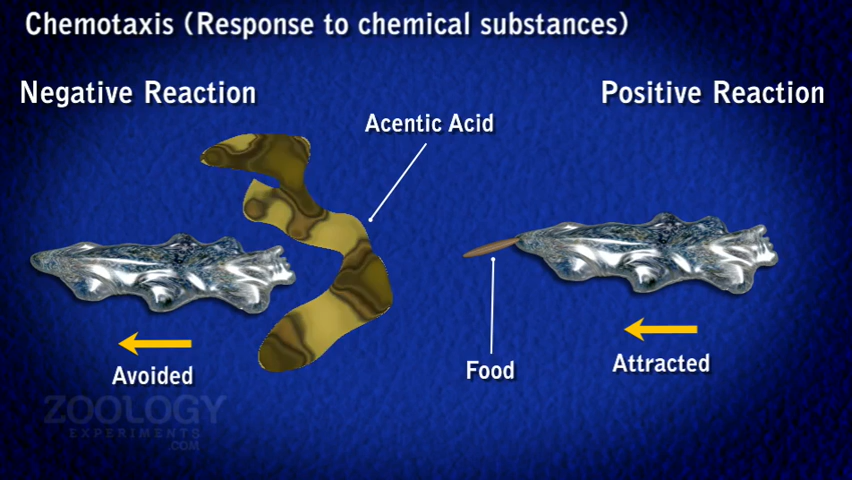 Chemotaxis (Response to chemical substances)
Negative Reaction
Positive Reaction
Acentic Acid
Food
Avoided
Attracted
ZOOLOGY
EXPERIMENTS
.COM